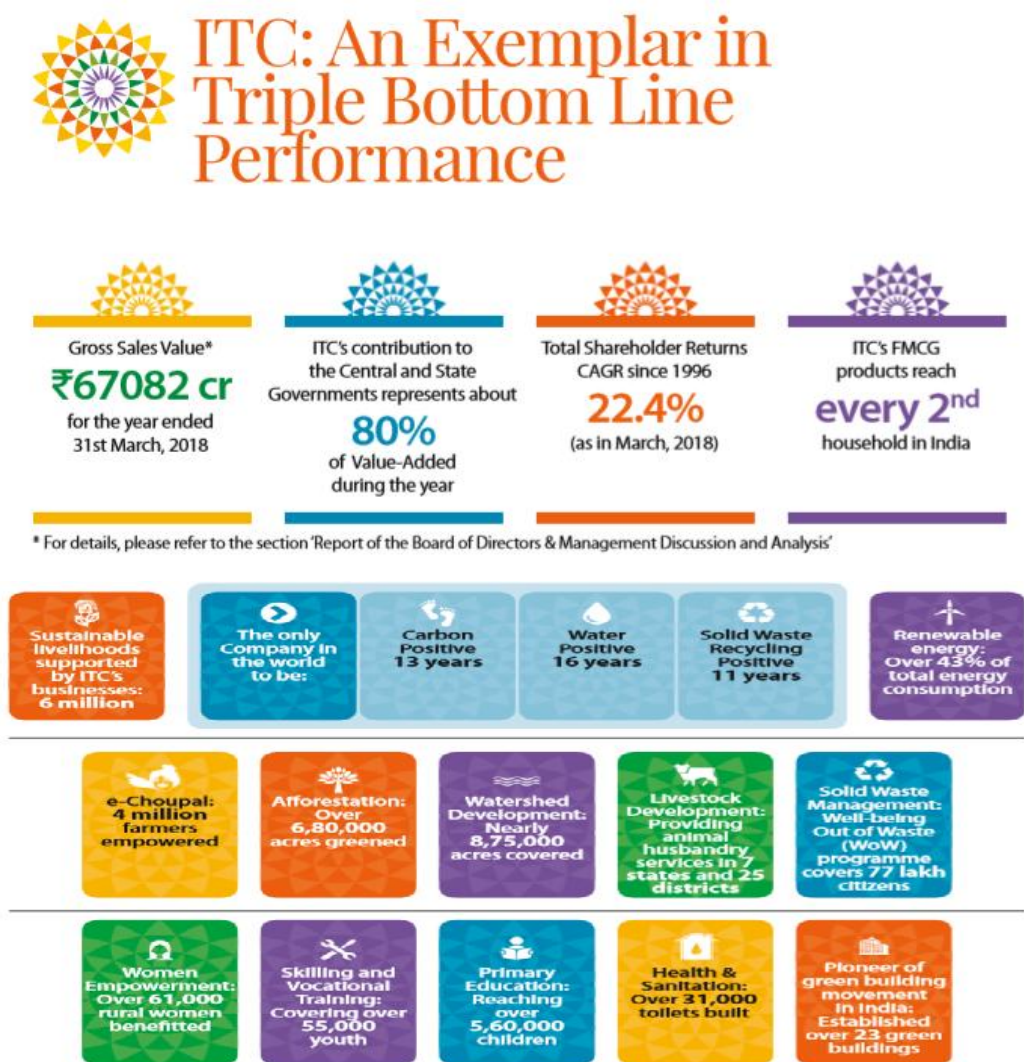 ITC: An Exemplar in
Triple Bottom Line
Performance
Gross Sales Value*
₹67082 cr
for the year ended
31st March, 2018
ITC's contribution to
the Central and State
Governments represents about
80%
of Value-Added
during the year
Total Shareholder Returns
CAGR since 1996
22.4%
(as in March, 2018)
ITC's FMCG
products reach
every 2nd
household in India
* For details, please refer to the section 'Report of the Board of Directors & Management Discussion and Analysis'
Sustainable
livelihoods
supported
by ITC's
businesses:
6 million
The only
Company in
the world
to be:
Carbon
Positive
13 years
Water
Positive
16 years
Solid Waste
Recycling
Positive
11 years
Renewable
energy:
Over 43% of
total energy
consumption
e-Choupal:
4 million
farmers
empowered
Afforestation:
Over
6,80,000
acres greened
Watershed
Development:
Nearly
8,75,000
acres covered
Livestock
Development:
Providing
animal
husbandry
services in 7
states and 25
districts
Solid Waste
Management:
Well-being
Out of Waste
(WoW)
programme
covers 77 lakh
citizens
Women
Empowerment:
Over 61,000
rural women
benefitted
Skilling and
Vocational
Training:
Covering over
55,000
youth
Primary
Education:
Reaching
over
5,60,000
children
Health &
Sanitation:
Over 31,000
toilets built
Pioneer of
green building
movement
in India:
Established
over 23 green
buildings